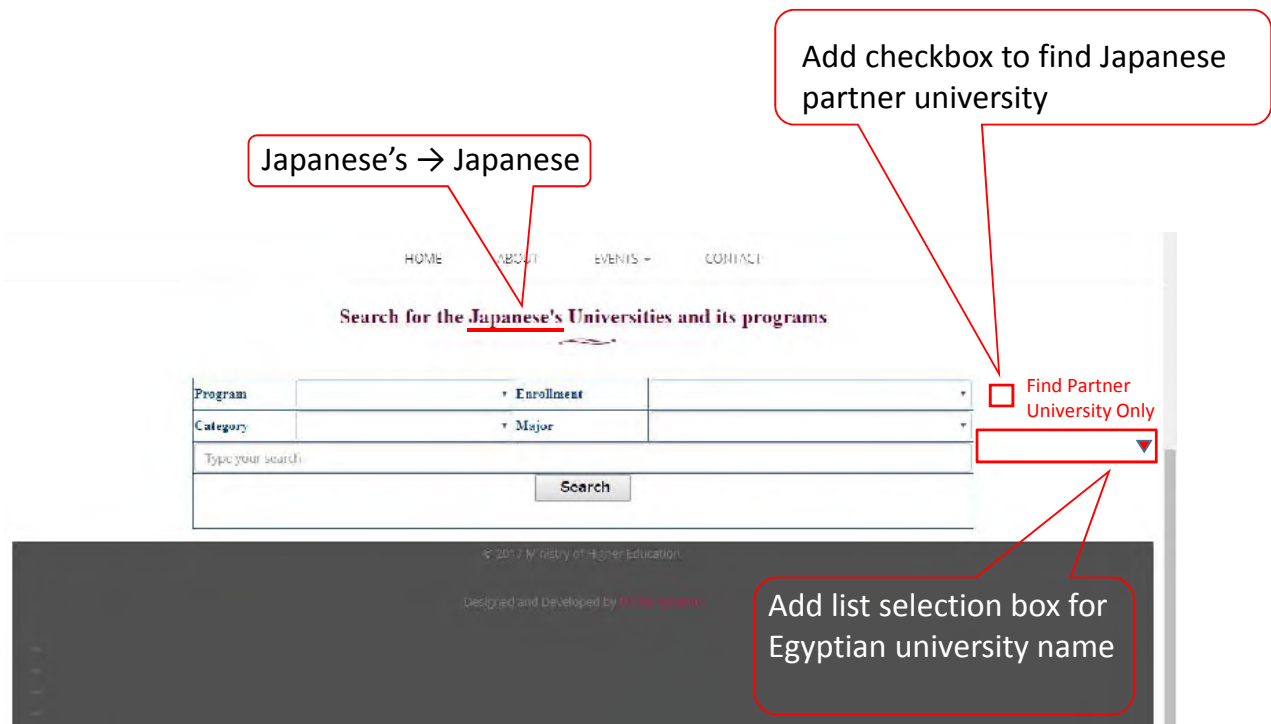 Add checkbox to find Japanese
partner university
Japanese’s → Japanese
HOME ABOUT EVENTS CONTACT
Search for the Japanese's Universities and its programs
Program Enrollment
Find Partner
University Only
Category Major
Type your search
Search
© 2017 Ministry of Higher Education
Designed and Developed by
Add list selection box for
Egyptian university name